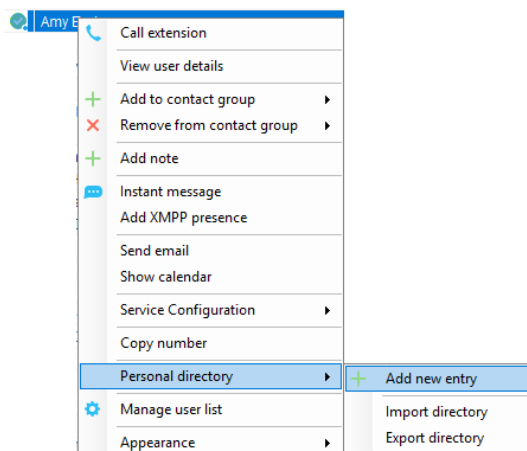 Amy
Call extension
View user details
Add to contact group
Remove from contact group
Add note
Instant message
Add XMPP presence
Send email
Show calendar
Service Configuration
Copy number
Personal directory
Add new entry
Manage user list
Import directory
Appearance
Export directory